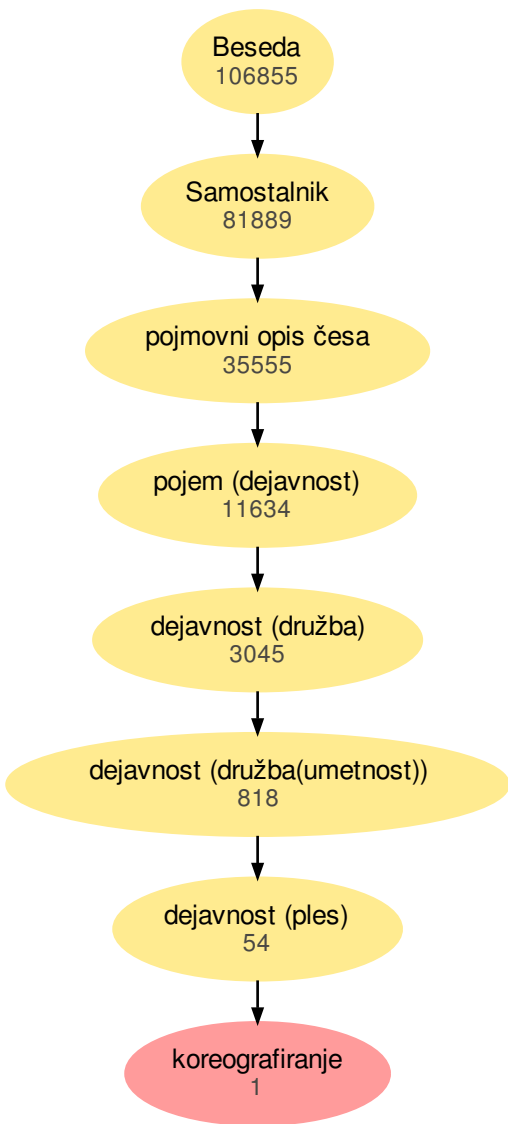 Beseda
106855
Samostalnik
81889
pojmovni opis česa
35555
pojem (dejavnost)
11634
dejavnost (družba)
3045
dejavnost (družba(umetnost))
818
dejavnost (ples)
54
koreografiranje
1